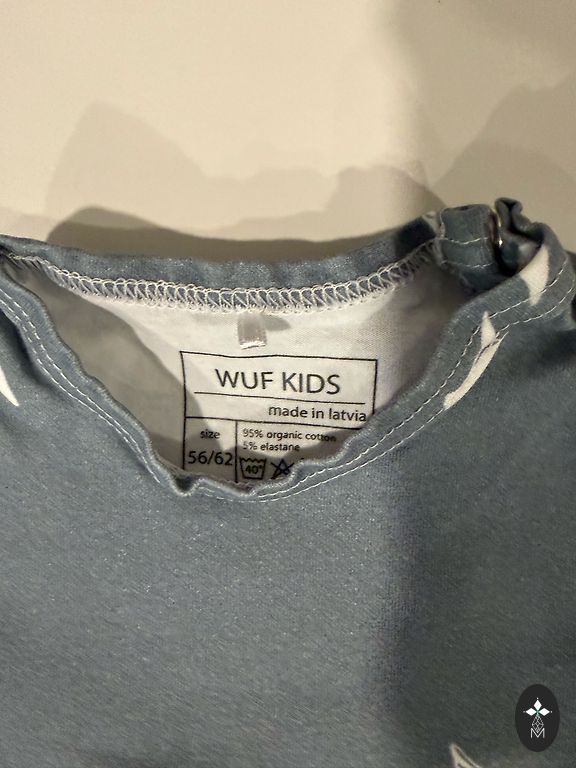 WUF KIDS
made in latvia
size
56/62
95% organic cotton
5% elastane
40°
M